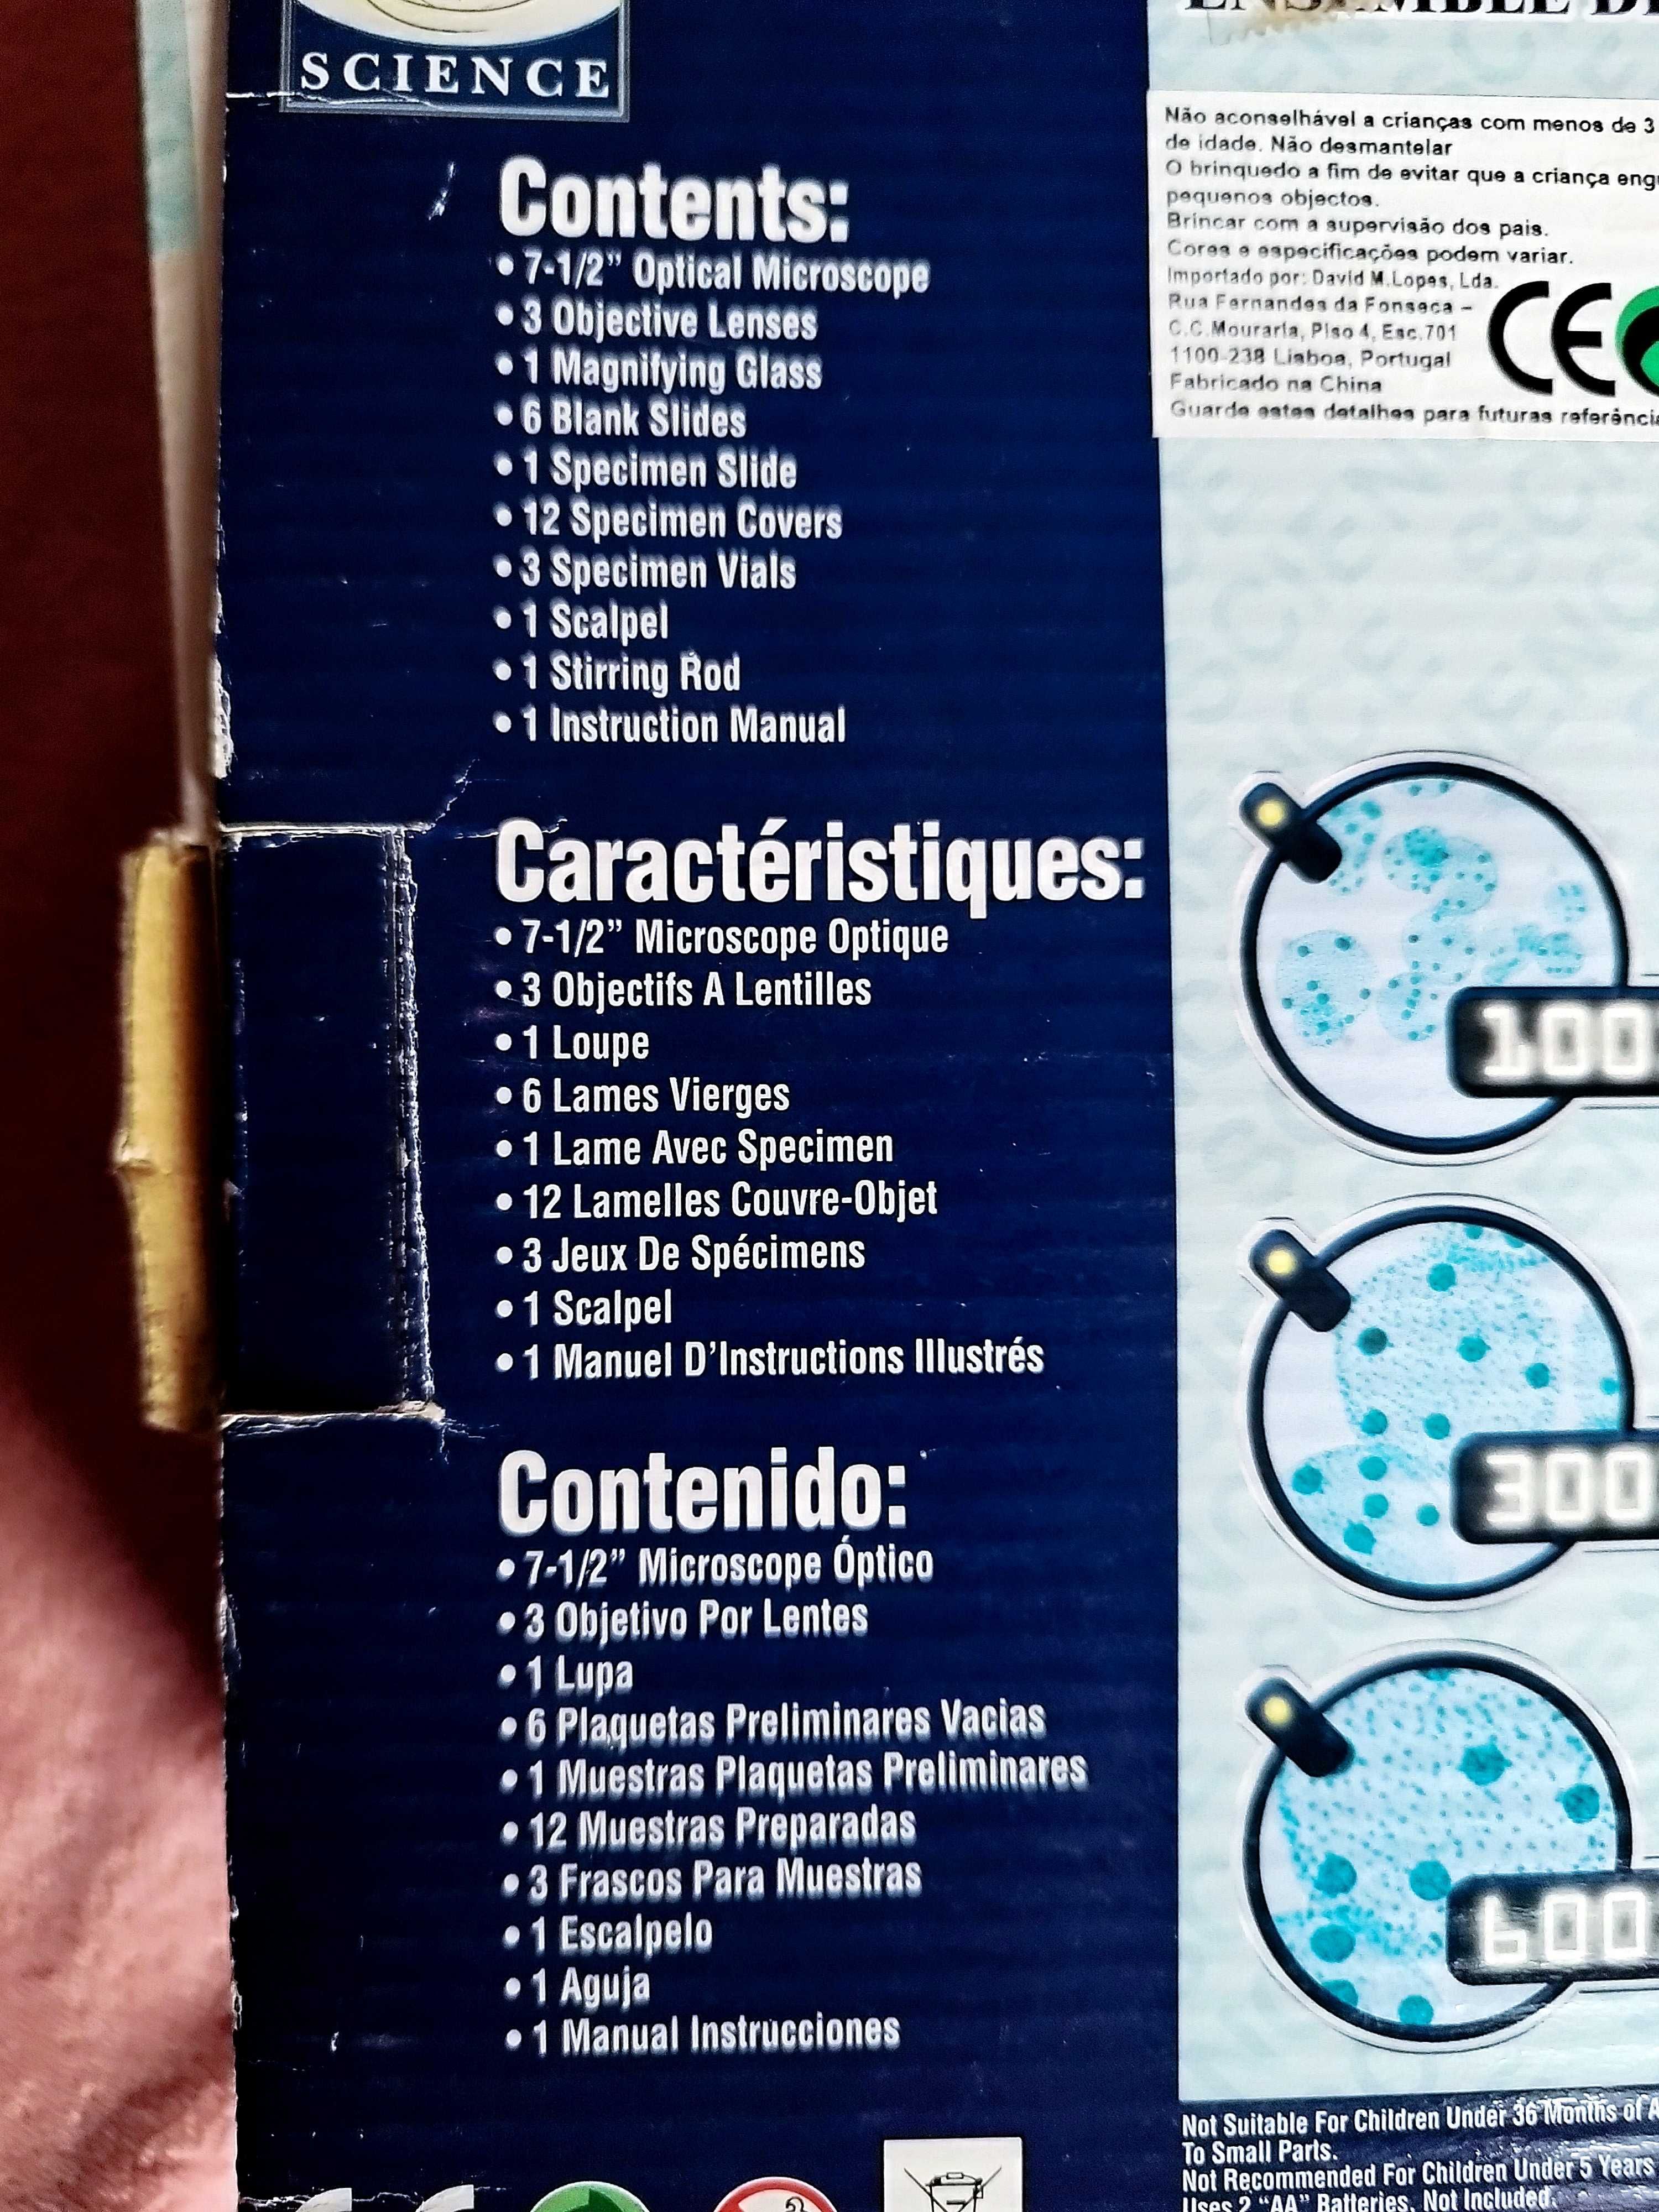 SCIENCE
Contents:
• 7-1/2” Optical Microscope
• 3 Objective Lenses
• 1 Magnifying Glass
• 6 Blank Slides
• 1 Specimen Slide
• 12 Specimen Covers
• 3 Specimen Vials
• 1 Scalpel
• 1 Stirring Rod
• 1 Instruction Manual
Caractéristiques:
• 7-1/2” Microscope Optique
• 3 Objectifs A Lentilles
• 1 Loupe
• 6 Lames Vierges
• 1 Lame Avec Specimen
• 12 Lamelles Couvre-Objet
• 3 Jeux De Spécimens
• 1 Scalpel
• 1 Manuel D’Instructions Illustrés
Contenido:
• 7-1/2” Microscope Óptico
• 3 Objetivo Por Lentes
• 1 Lupa
• 6 Plaquetas Preliminares Vacias
• 1 Muestras Plaquetas Preliminares
• 12 Muestras Preparadas
• 3 Frascos Para Muestras
• 1 Escalpelo
• 1 Aguja
• 1 Manual Instrucciones
Não aconselhável a crianças com menos de 3
de idade. Não desmantelar
O brinquedo a fim de evitar que a criança
pequenos objectos.
Brincar com a supervisão dos pais.
Cores e especificações podem variar.
Importado por: David M.Lopes, Lda.
Rua Fernandes da Fonseca –
C.C.Mouraria, Piso 4, Esc.701
1100-238 Lisboa, Portugal
Fabricado na China
Guarde estes detalhes para futuras
CE
100
300
600
Not Suitable For Children Under 36 Months of
To Small Parts.
Not Recommended For Children Under 5 Years
Uses 2 “AA” Batteries, Not Included.